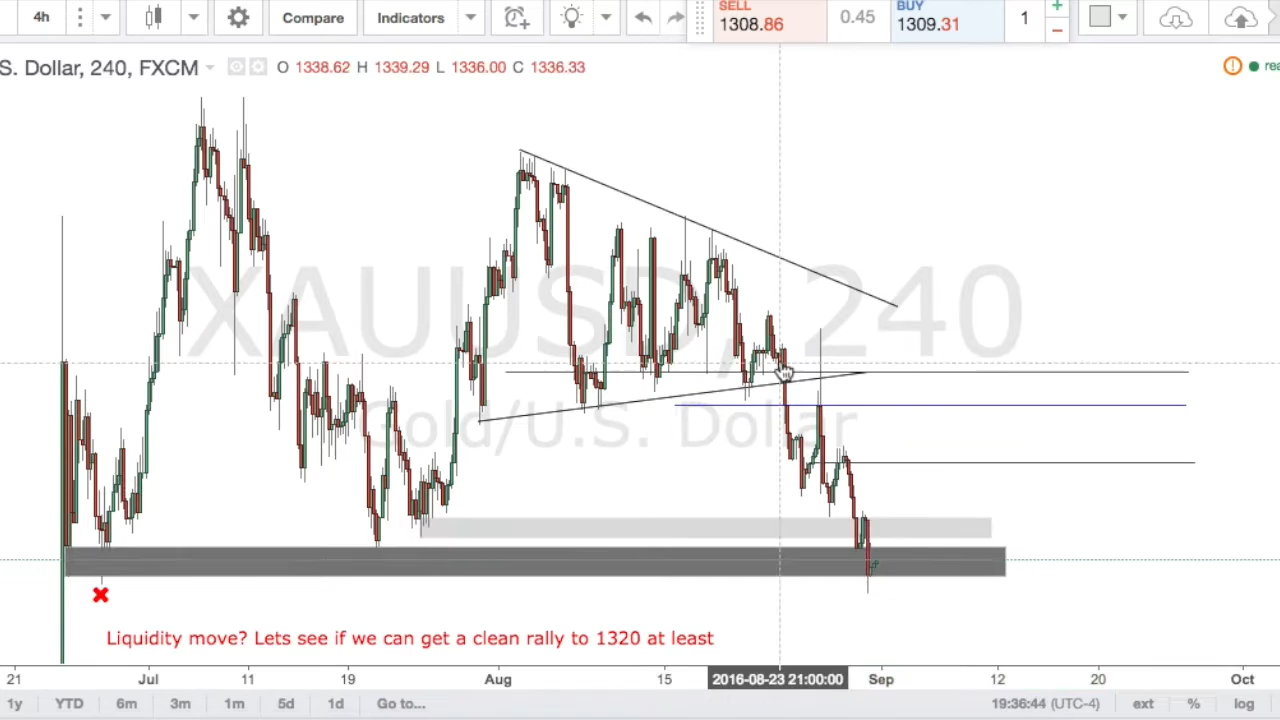 4h Compare Indicators SELL 1308.86 0.45 BUY 1309.31 1
S. Dollar, 240, FXCM O 1338.62 H 1339.29 L 1336.00 C 1336.33 rea
XAUUSD, 240
Gold/U.S. Dollar
Liquidity move? Lets see if we can get a clean rally to 1320 at least
21 Jul 11 19 Aug 15 2016-08-23 21:00:00 Sep 12 20 Oct
1y YTD 6m 3m 1m 5d 1d Go to... 19:36:44 (UTC-4) ext % log